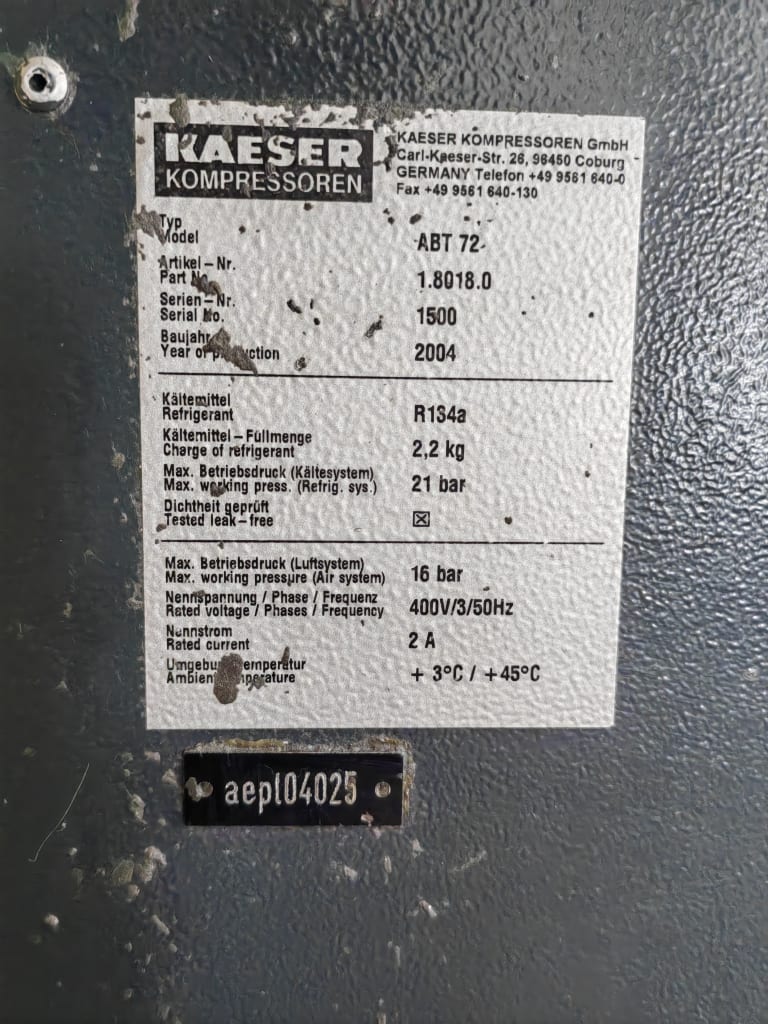 KAESER
KOMPRESSOREN
KAESER KOMPRESSOREN GmbH
Carl-Kaeser-Str. 26, 96450 Coburg
GERMANY Telefon +49 9561 640-0
Fax +49 9561 640-130
Typ
Model ABT 72
Artikel-Nr.
Part No. 1.8018.0
Serien-Nr.
Serial No. 1500
Baujahr
Year of 2004
Kältemittel
Refrigerant R134a
Kältemittel-Füllmenge
Charge of refrigerant 2,2 kg
Max. Betriebsdruck (Kältesystem)
Max. working press. (Refrig. sys.) 21 bar
Dichtheit geprüft
Tested leak-free ☒
Max. Betriebsdruck (Luftsystem)
Max. working pressure (Air system) 16 bar
Nennspannung / Phase / Frequenz
Rated voltage / Phases / Frequency 400V/3/50Hz
Nennstrom
Rated current 2 A
+ 3°C / +45°C
aepl04025